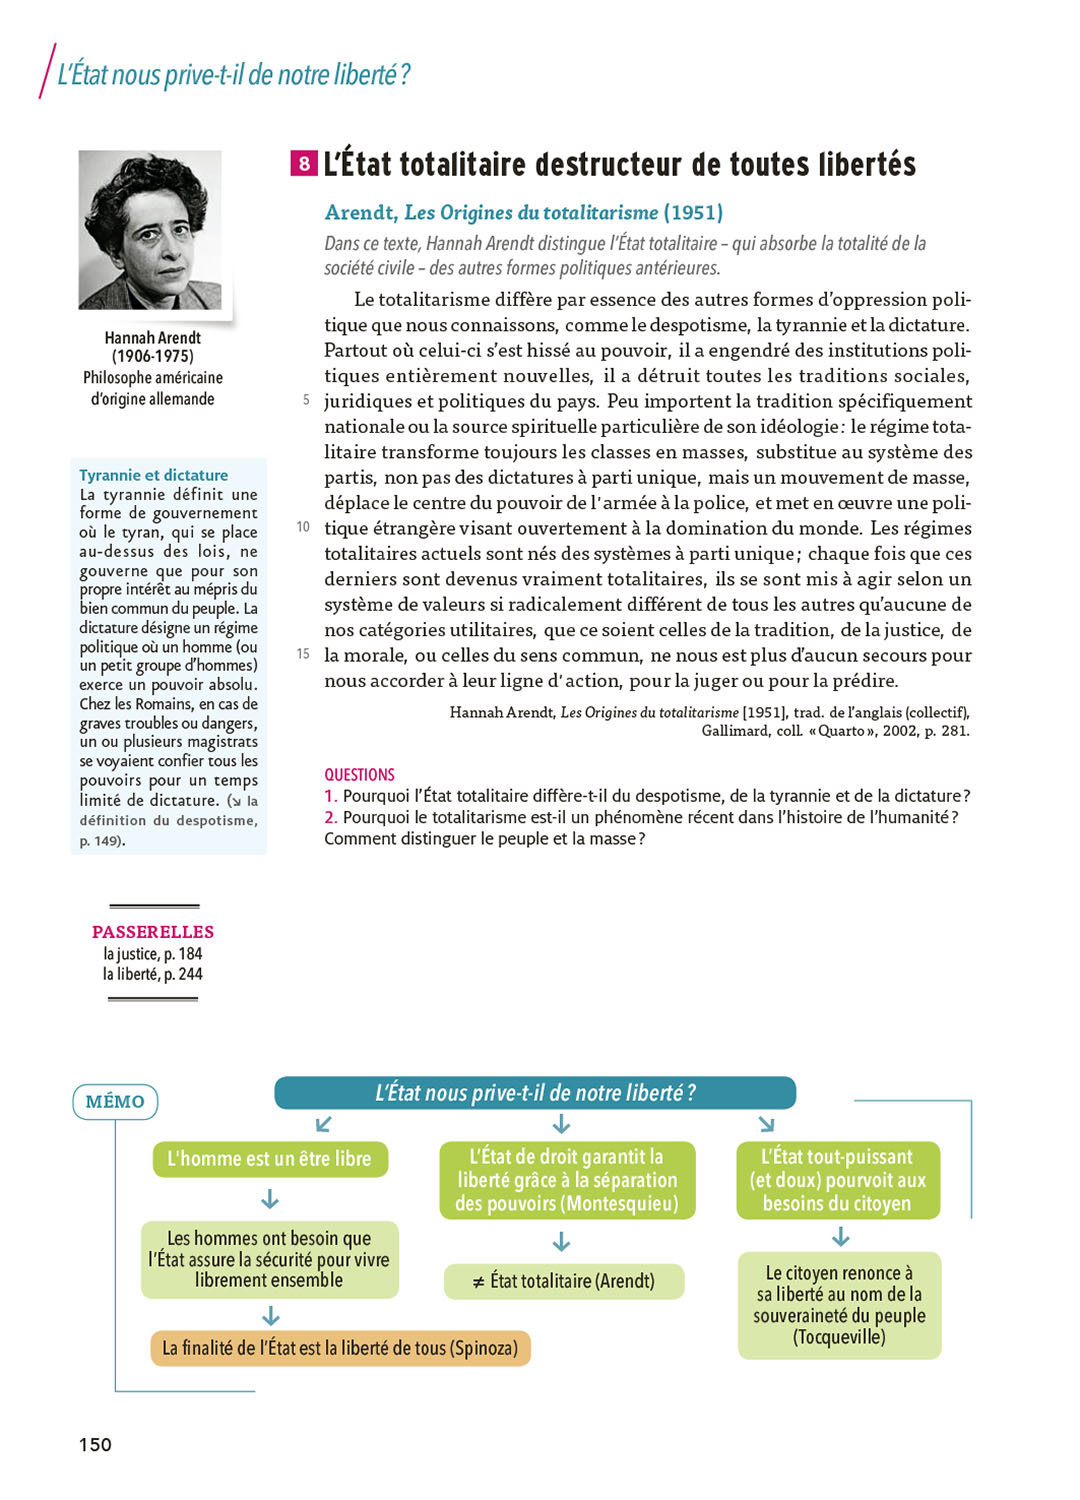 L'État nous prive-t-il de notre liberté ?
8 L'État totalitaire destructeur de toutes libertés
Arendt, Les Origines du totalitarisme (1951)
Dans ce texte, Hannah Arendt distingue l'État totalitaire – qui absorbe la totalité de la
société civile – des autres formes politiques antérieures.
Le totalitarisme diffère par essence des autres formes d'oppression poli-
tique que nous connaissons, comme le despotisme, la tyrannie et la dictature.
Partout où celui-ci s'est hissé au pouvoir, il a engendré des institutions poli-
tiques entièrement nouvelles, il a détruit toutes les traditions sociales,
5 juridiques et politiques du pays. Peu importent la tradition spécifiquement
nationale ou la source spirituelle particulière de son idéologie : le régime tota-
litaire transforme toujours les classes en masses, substitue au système des
partis, non pas des dictatures à parti unique, mais un mouvement de masse,
déplace le centre du pouvoir de l'armée à la police, et met en œuvre une poli-
10 tique étrangère visant ouvertement à la domination du monde. Les régimes
totalitaires actuels sont nés des systèmes à parti unique ; chaque fois que ces
derniers sont devenus vraiment totalitaires, ils se sont mis à agir selon un
système de valeurs si radicalement différent de tous les autres qu'aucune de
nos catégories utilitaires, que ce soient celles de la tradition, de la justice, de
15 la morale, ou celles du sens commun, ne nous est plus d'aucun secours pour
nous accorder à leur ligne d'action, pour la juger ou pour la prédire.
Hannah Arendt, Les Origines du totalitarisme [1951], trad. de l'anglais (collectif),
Gallimard, coll. « Quarto », 2002, p. 281.
QUESTIONS
1. Pourquoi l'État totalitaire diffère-t-il du despotisme, de la tyrannie et de la dictature ?
2. Pourquoi le totalitarisme est-il un phénomène récent dans l'histoire de l'humanité ?
Comment distinguer le peuple et la masse ?
Hannah Arendt
(1906-1975)
Philosophe américaine
d'origine allemande
Tyrannie et dictature
La tyrannie définit une
forme de gouvernement
où le tyran, qui se place
au-dessus des lois, ne
gouverne que pour son
propre intérêt au mépris du
bien commun du peuple. La
dictature désigne un régime
politique où un homme (ou
un petit groupe d'hommes)
exerce un pouvoir absolu.
Chez les Romains, en cas de
graves troubles ou dangers,
un ou plusieurs magistrats
se voyaient confier tous les
pouvoirs pour un temps
limité de dictature. (↘ la
définition du despotisme,
p. 149).
PASSERELLES
la justice, p. 184
la liberté, p. 244
MÉMO
L'État nous prive-t-il de notre liberté ?
L'homme est un être libre
Les hommes ont besoin que
l'État assure la sécurité pour vivre
librement ensemble
La finalité de l'État est la liberté de tous (Spinoza)
L'État de droit garantit la
liberté grâce à la séparation
des pouvoirs (Montesquieu)
≠ État totalitaire (Arendt)
L'État tout-puissant
(et doux) pourvoit aux
besoins du citoyen
Le citoyen renonce à
sa liberté au nom de la
souveraineté du peuple
(Tocqueville)
150